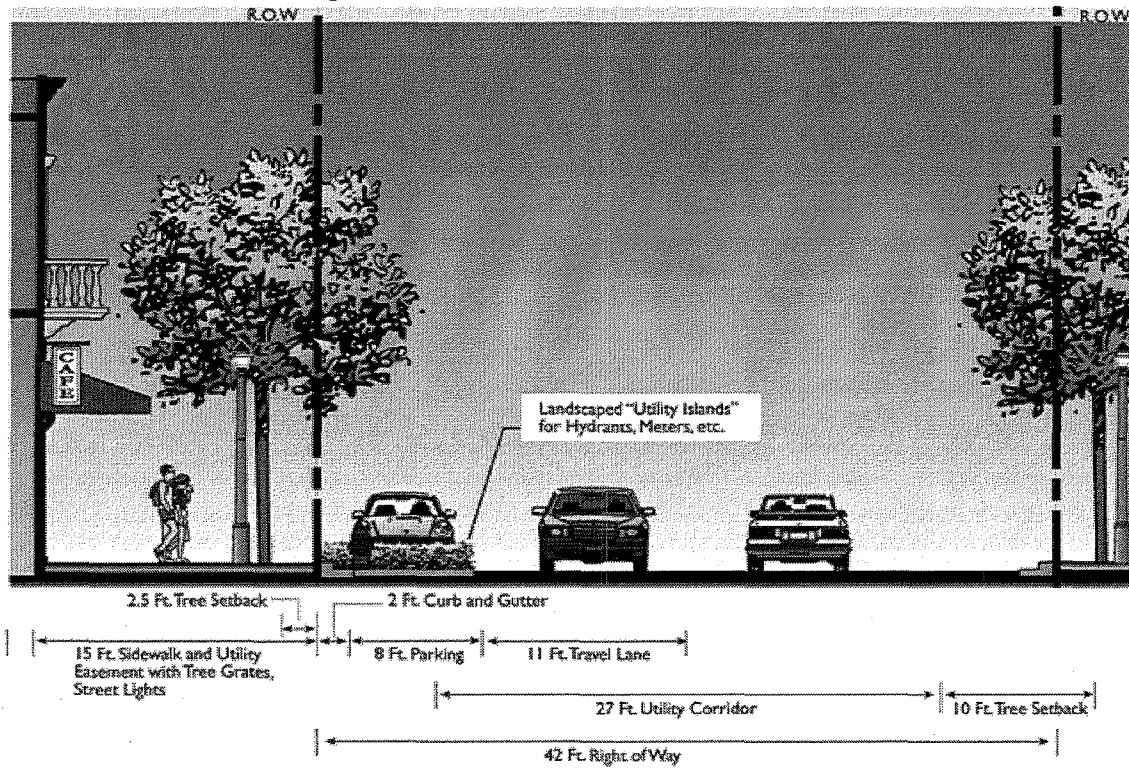 R.O.W
R.O.W
CAFE
Landscaped "Utility Islands"
for Hydrants, Meters, etc.
2.5 Ft. Tree Setback
2 Ft. Curb and Gutter
15 Ft. Sidewalk and Utility
Easement with Tree Grates,
Street Lights
8 Ft. Parking
11 Ft. Travel Lane
27 Ft. Utility Corridor
10 Ft. Tree Setback
42 Ft. Right of Way